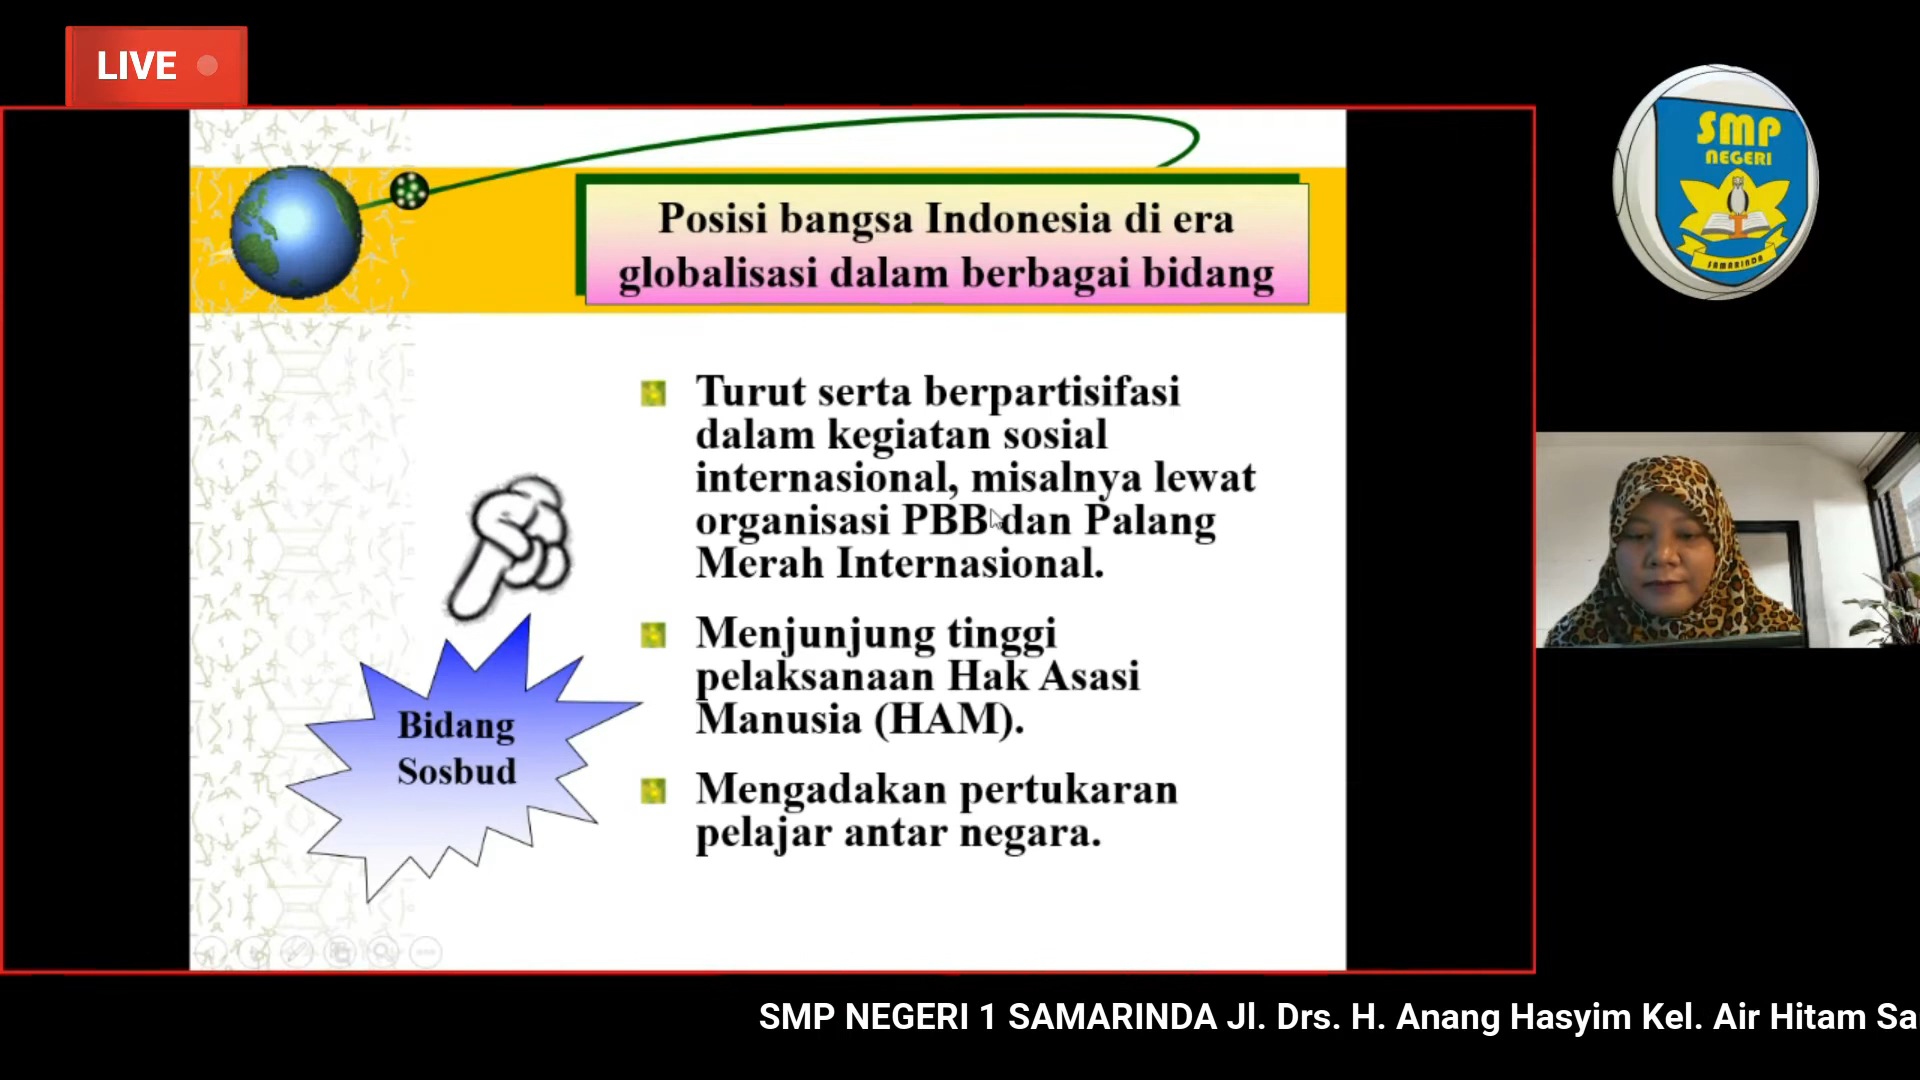 LIVE
SMP
NEGERI
SAMARINDA
Posisi bangsa Indonesia di era
globalisasi dalam berbagai bidang
Turut serta berpartisifasi
dalam kegiatan sosial
internasional, misalnya lewat
organisasi PBB dan Palang
Merah Internasional.
Menjunjung tinggi
pelaksanaan Hak Asasi
Manusia (HAM).
Mengadakan pertukaran
pelajar antar negara.
Bidang
Sosbud
SMP NEGERI 1 SAMARINDA Jl. Drs. H. Anang Hasyim Kel. Air Hitam Sa